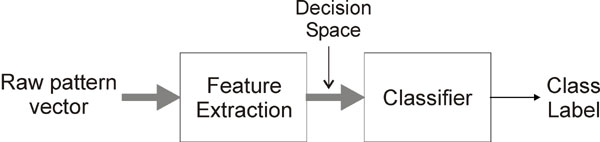 Decision
Space
Raw pattern
vector
Feature
Extraction
Classifier
Class
Label